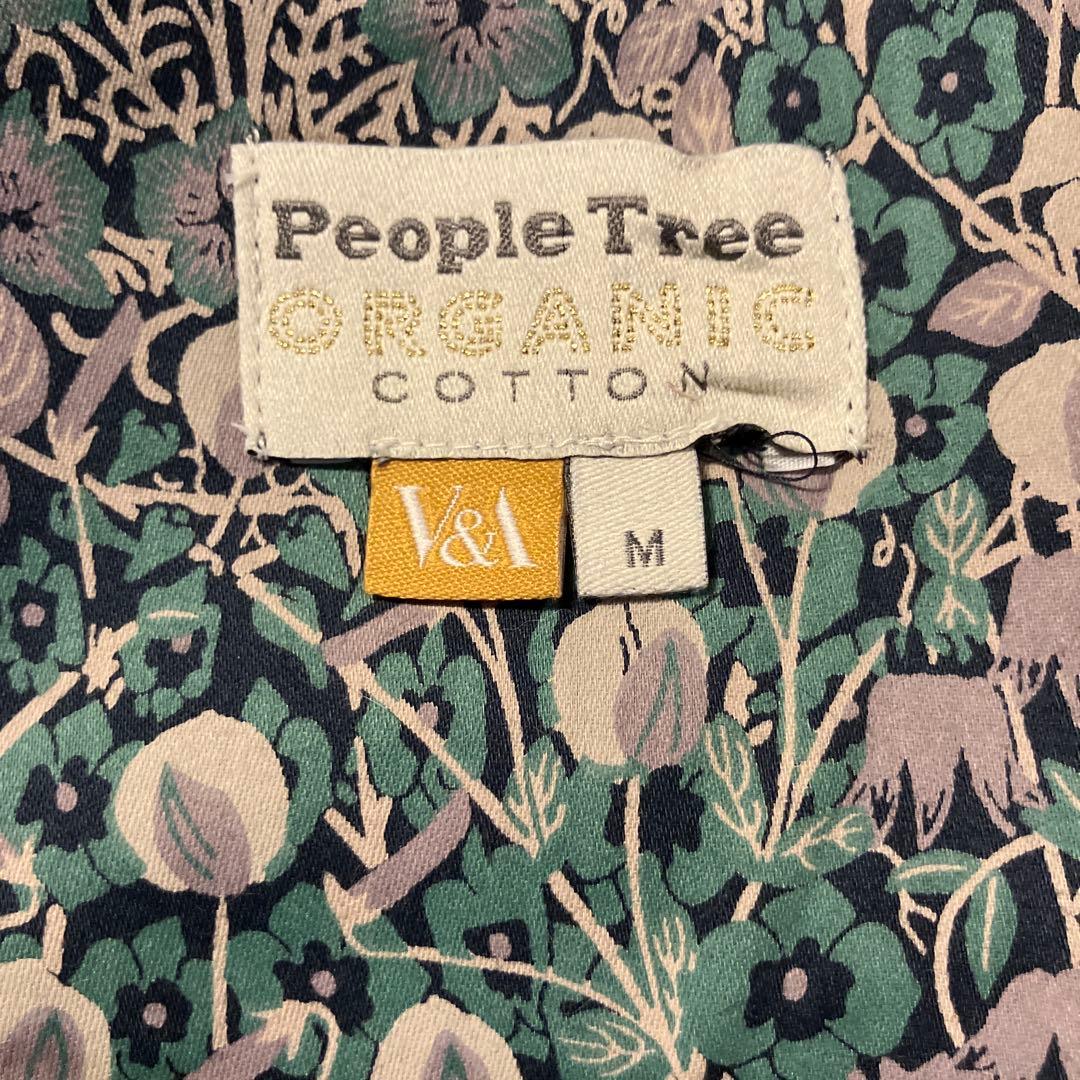 People Tree
ORGANIC
COTTON
V&A
M